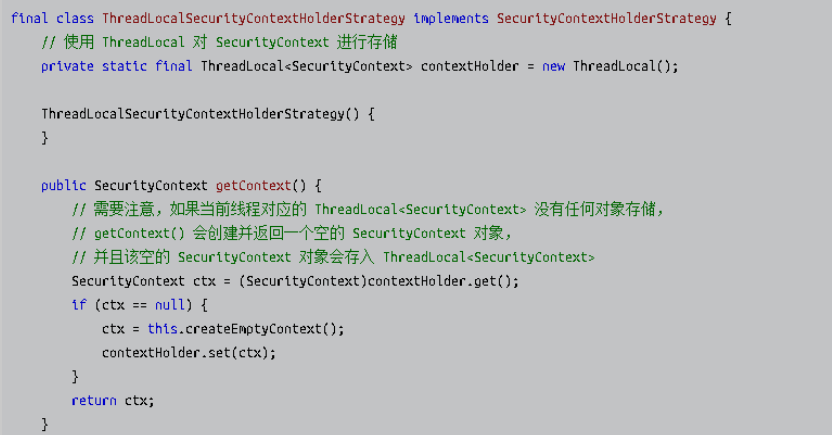 final class ThreadLocalSecurityContextHolderStrategy implements SecurityContextHolderStrategy {
    // 使用 ThreadLocal 对 SecurityContext 进行存储
    private static final ThreadLocal<SecurityContext> contextHolder = new ThreadLocal();

    ThreadLocalSecurityContextHolderStrategy() {
    }

    public SecurityContext getContext() {
        // 需要注意，如果当前线程对应的 ThreadLocal<SecurityContext> 没有任何对象存储，
        // getContext() 会创建并返回一个空的 SecurityContext 对象，
        // 并且该空的 SecurityContext 对象会存入 ThreadLocal<SecurityContext>
        SecurityContext ctx = (SecurityContext)contextHolder.get();
        if (ctx == null) {
            ctx = this.createEmptyContext();
            contextHolder.set(ctx);
        }
        return ctx;
    }